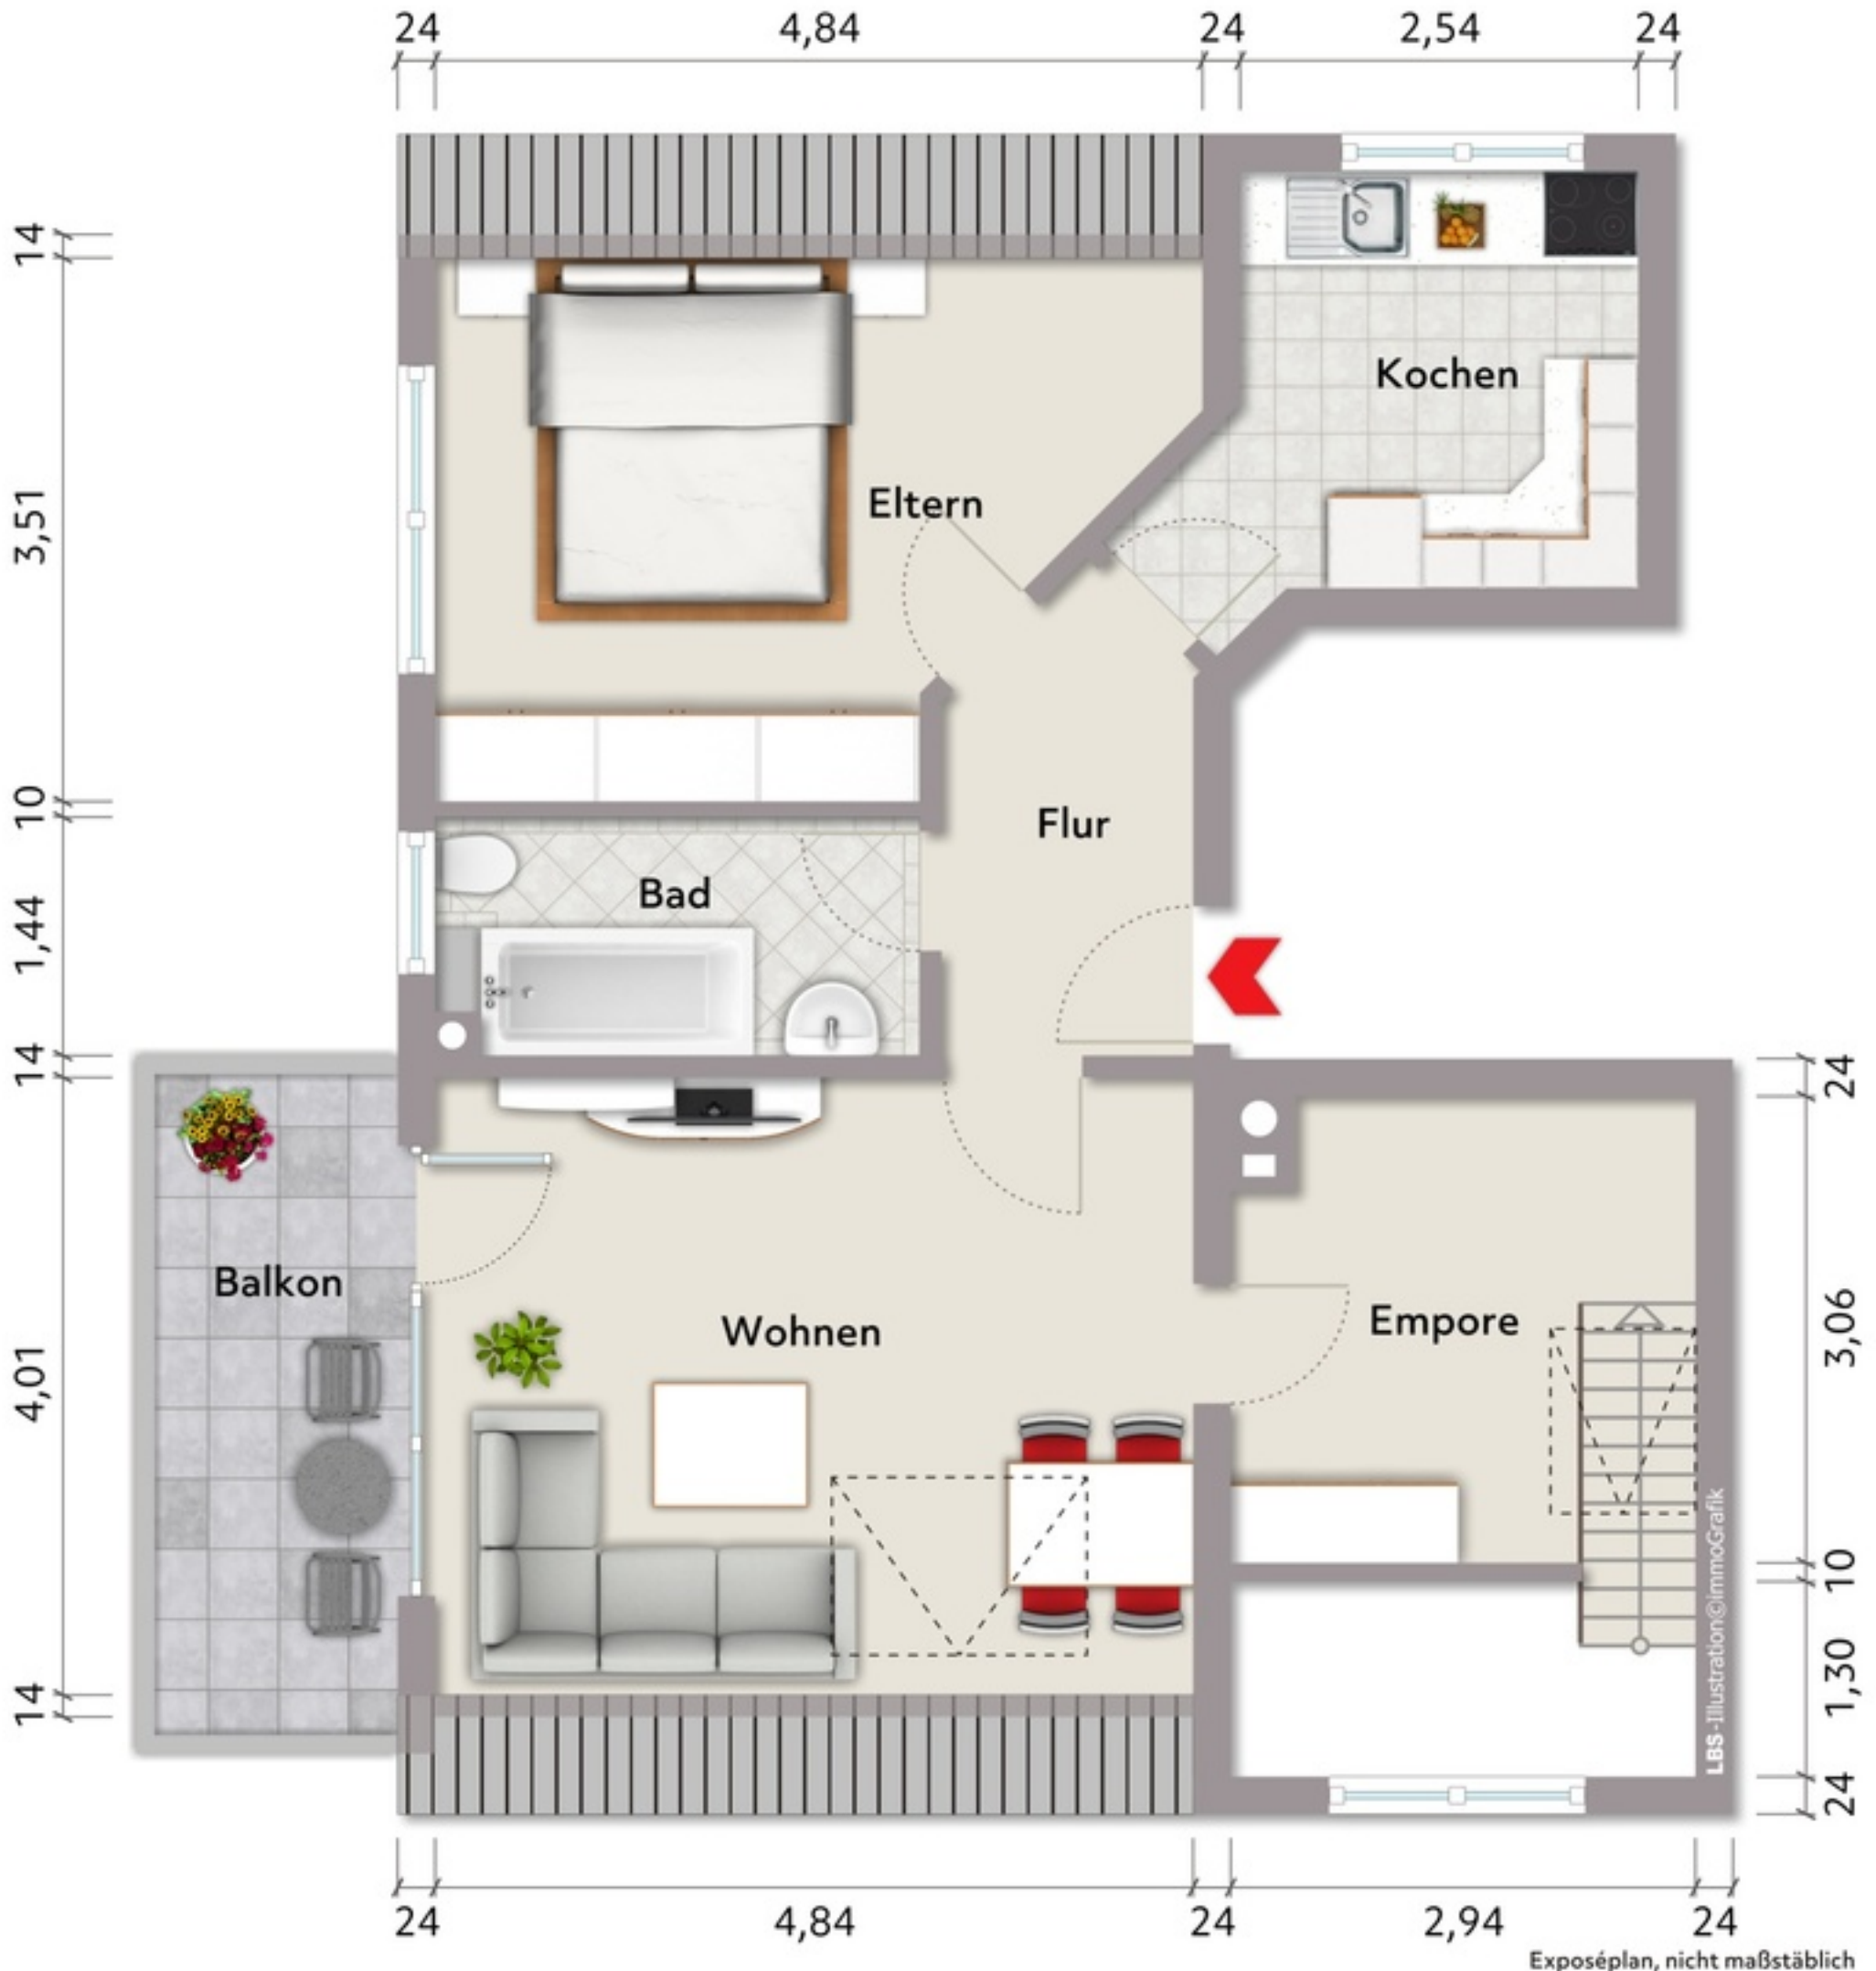 24 4,84 24 2,54 24
14
3,51
10
1,44
14
4,01
14
Kochen
Eltern
Flur
Bad
Balkon
Wohnen
Empore
24
3,06
10
1,30
24
LBS-Illustration©immoGrafik
24 4,84 24 2,94 24
Exposéplan, nicht maßstäblich